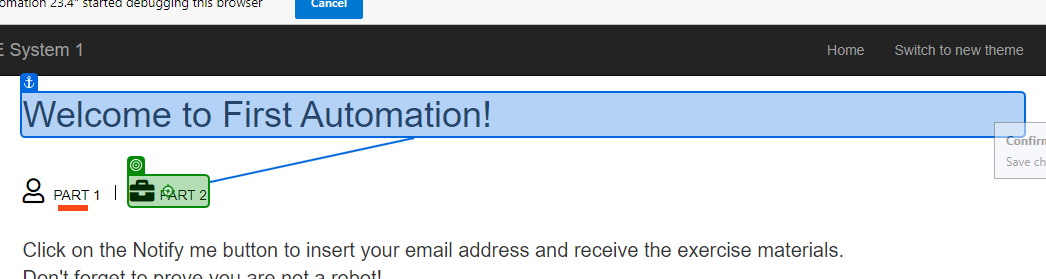 omation 23.4" started debugging this browser Cancel
E System 1 Home Switch to new theme
Welcome to First Automation!
Confirm
Save ch
PART 1 | PART 2
Click on the Notify me button to insert your email address and receive the exercise materials.
Don't forget to prove you are not a robot!